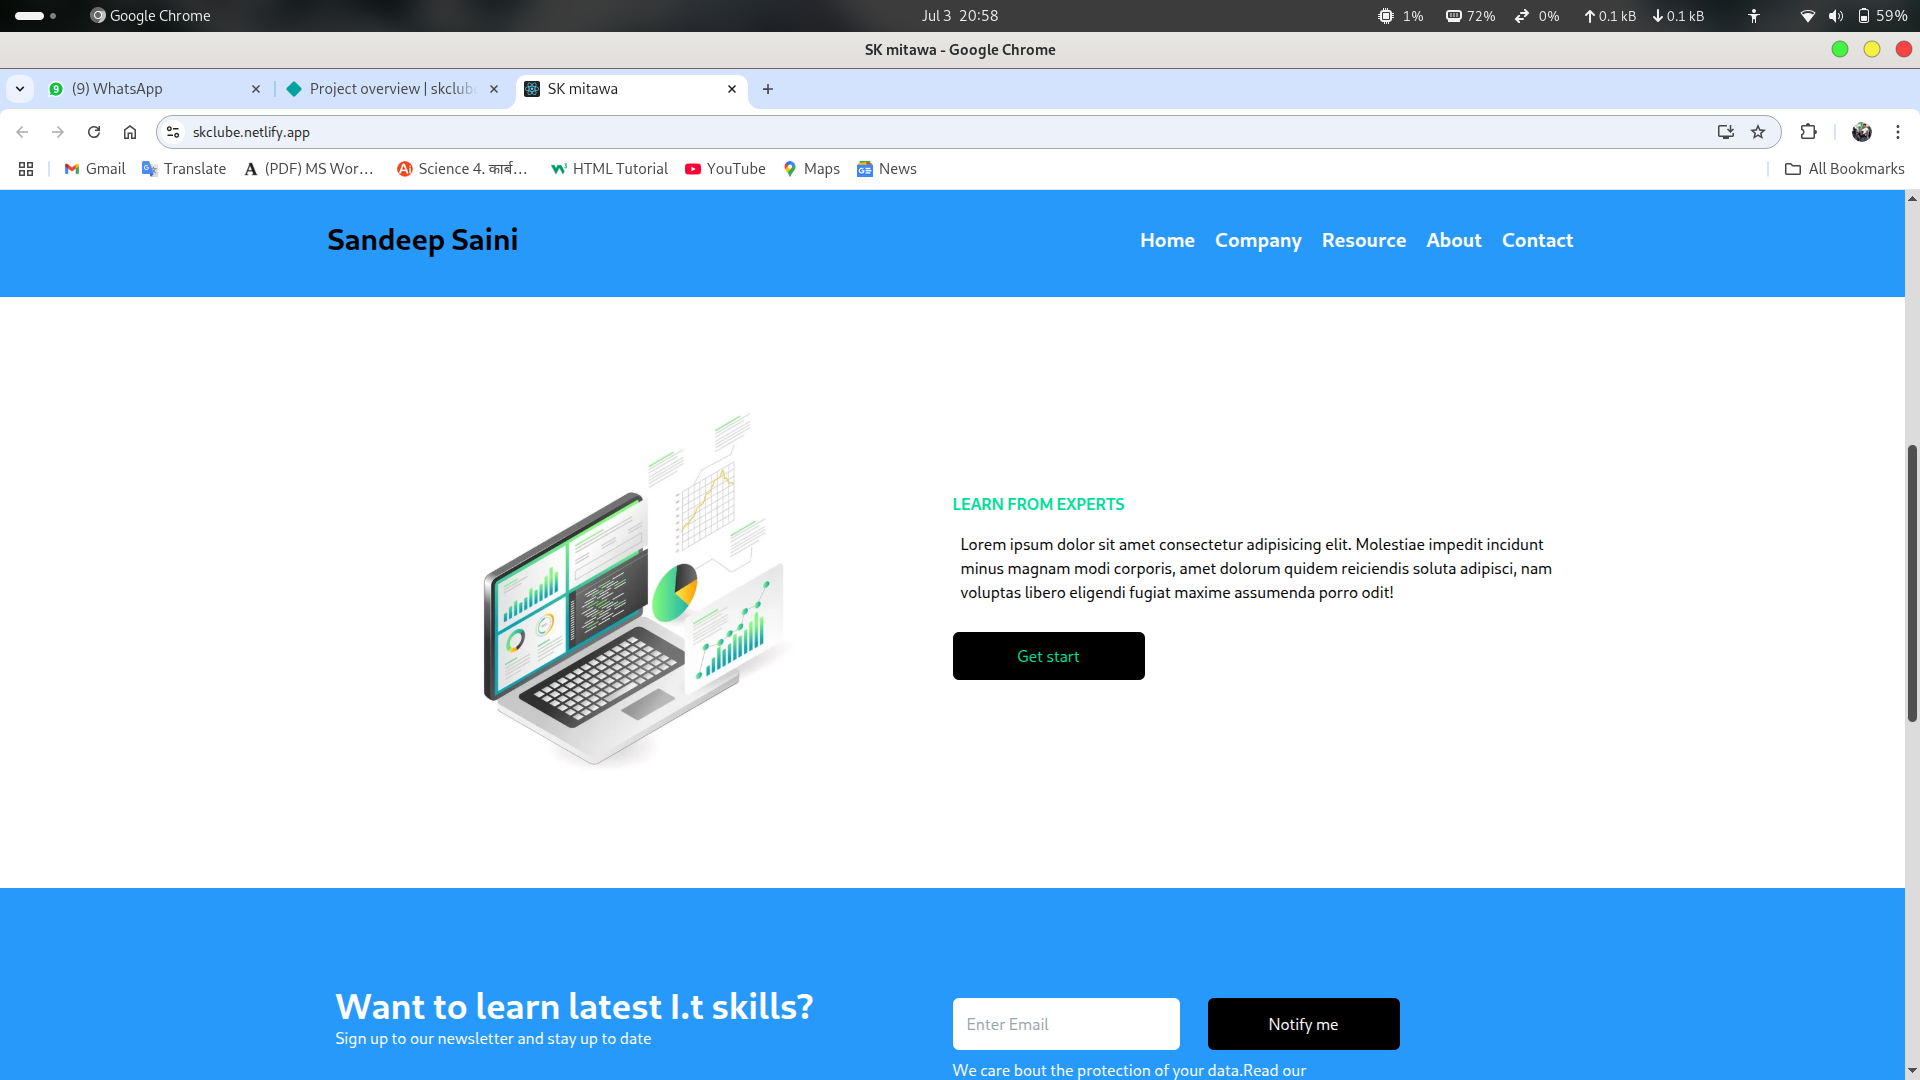 Google Chrome
Jul 3 20:58
1% 72% 0% 0.1 kB 0.1 kB 59%
SK mitawa - Google Chrome
(9) WhatsApp
Project overview | skclube
SK mitawa
skclube.netlify.app
Gmail
Translate
(PDF) MS Wor...
Science 4. कार्ब...
HTML Tutorial
YouTube
Maps
News
All Bookmarks
Sandeep Saini
Home Company Resource About Contact
LEARN FROM EXPERTS
Lorem ipsum dolor sit amet consectetur adipisicing elit. Molestiae impedit incidunt
minus magnam modi corporis, amet dolorum quidem reiciendis soluta adipisci, nam
voluptas libero eligendi fugiat maxime assumenda porro odit!
Get start
Want to learn latest I.t skills?
Sign up to our newsletter and stay up to date
Enter Email
Notify me
We care bout the protection of your data.Read our